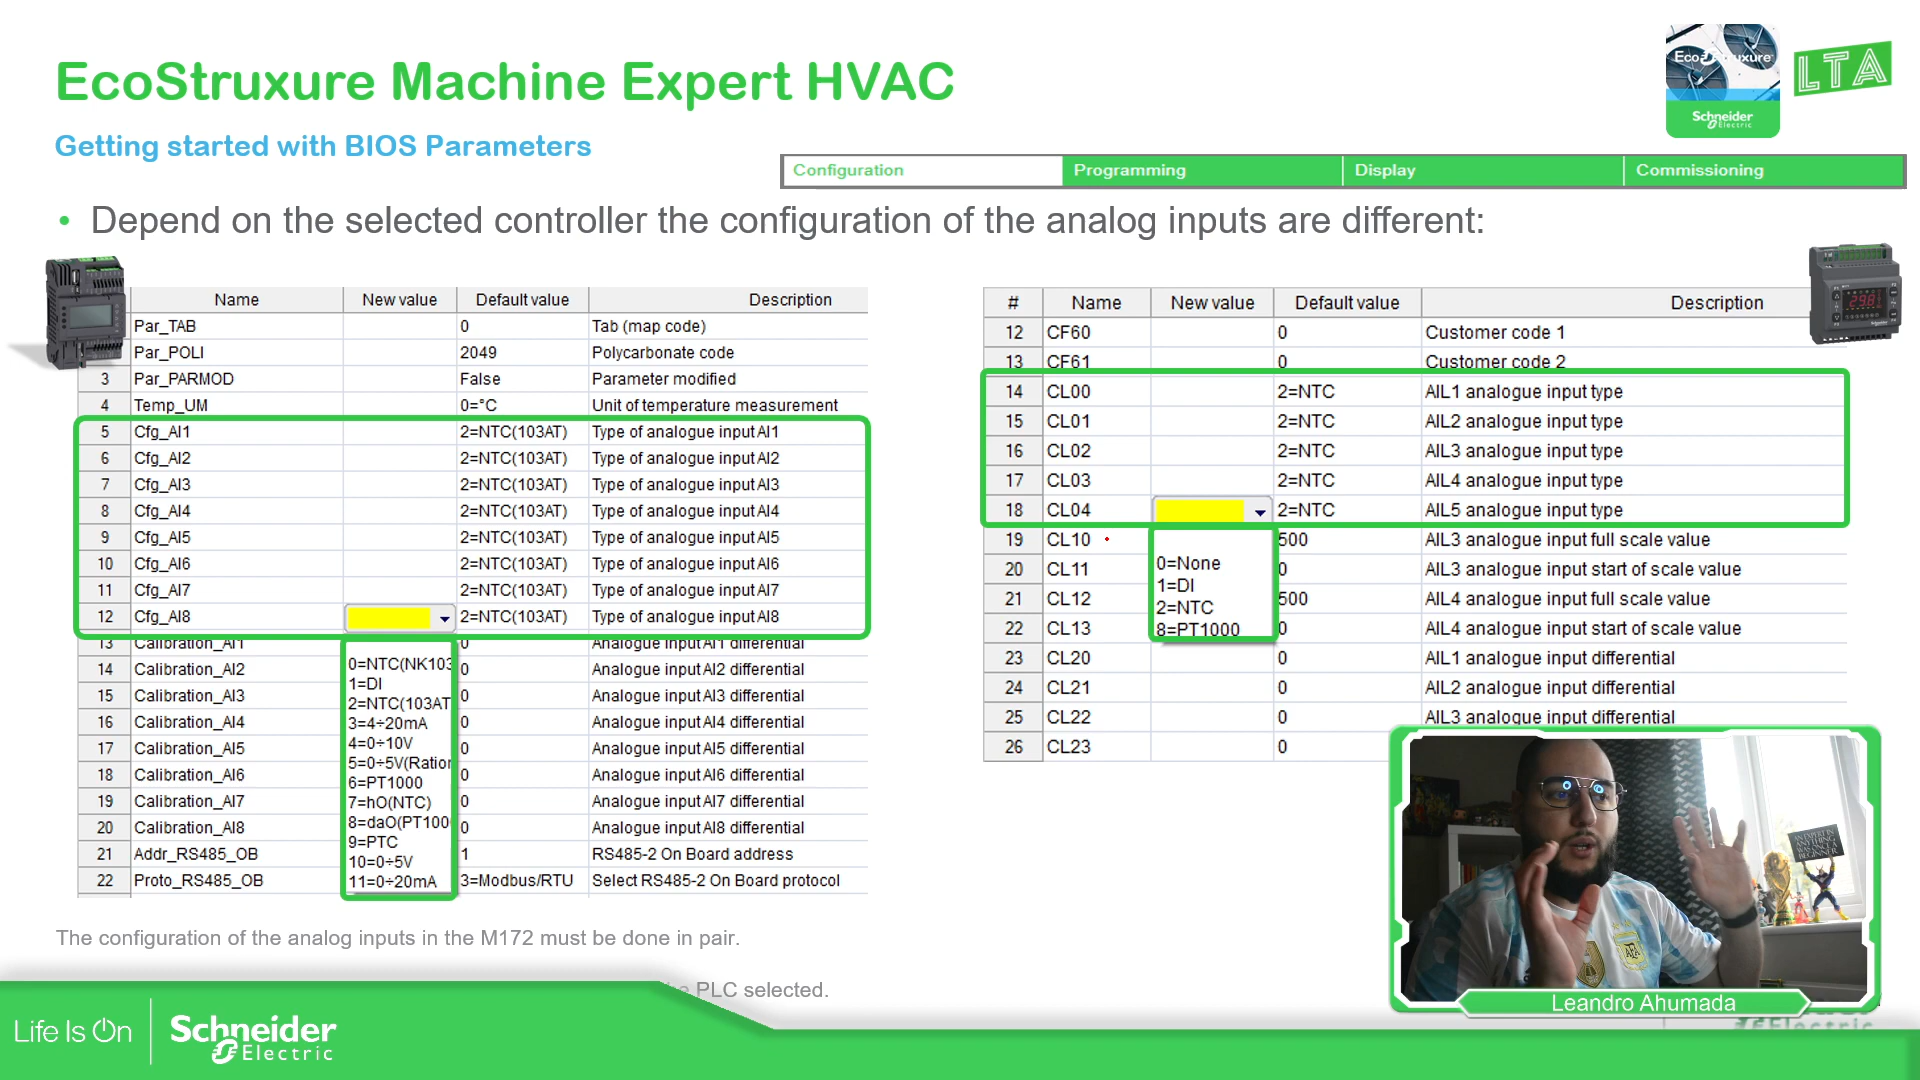 EcoStruxure Machine Expert HVAC
Getting started with BIOS Parameters
Schneider
Electric
LTA
Configuration Programming Display Commissioning
• Depend on the selected controller the configuration of the analog inputs are different:
Name New value Default value Description
Par_TAB 0 Tab (map code)
Par_POLI 2049 Polycarbonate code
3 Par_PARMOD False Parameter modified
4 Temp_UM 0=°C Unit of temperature measurement
5 Cfg_AI1 2=NTC(103AT) Type of analogue input AI1
6 Cfg_AI2 2=NTC(103AT) Type of analogue input AI2
7 Cfg_AI3 2=NTC(103AT) Type of analogue input AI3
8 Cfg_AI4 2=NTC(103AT) Type of analogue input AI4
9 Cfg_AI5 2=NTC(103AT) Type of analogue input AI5
10 Cfg_AI6 2=NTC(103AT) Type of analogue input AI6
11 Cfg_AI7 2=NTC(103AT) Type of analogue input AI7
12 Cfg_AI8 2=NTC(103AT) Type of analogue input AI8
13 Calibration_AI1 0 Analogue input AI1 differential
14 Calibration_AI2 0 Analogue input AI2 differential
15 Calibration_AI3 0 Analogue input AI3 differential
16 Calibration_AI4 0 Analogue input AI4 differential
17 Calibration_AI5 0 Analogue input AI5 differential
18 Calibration_AI6 0 Analogue input AI6 differential
19 Calibration_AI7 0 Analogue input AI7 differential
20 Calibration_AI8 0 Analogue input AI8 differential
21 Addr_RS485_OB 1 RS485-2 On Board address
22 Proto_RS485_OB 3=Modbus/RTU Select RS485-2 On Board protocol
0=NTC(NK103
1=DI
2=NTC(103AT
3=4÷20mA
4=0÷10V
5=0÷5V(Ration
6=PT1000
7=hO(NTC)
8=daO(PT100
9=PTC
10=0÷5V
11=0÷20mA
# Name New value Default value Description
12 CF60 0 Customer code 1
13 CF61 0 Customer code 2
14 CL00 2=NTC AIL1 analogue input type
15 CL01 2=NTC AIL2 analogue input type
16 CL02 2=NTC AIL3 analogue input type
17 CL03 2=NTC AIL4 analogue input type
18 CL04 2=NTC AIL5 analogue input type
19 CL10 500 AIL3 analogue input full scale value
20 CL11 0 AIL3 analogue input start of scale value
21 CL12 500 AIL4 analogue input full scale value
22 CL13 0 AIL4 analogue input start of scale value
23 CL20 0 AIL1 analogue input differential
24 CL21 0 AIL2 analogue input differential
25 CL22 0 AIL3 analogue input differential
26 CL23 0
0=None
1=DI
2=NTC
8=PT1000
The configuration of the analog inputs in the M172 must be done in pair.
PLC selected.
AN EXPERT IN
ANYTHING
WAS ONCE A
BEGINNER
AFA
Leandro Ahumada
Life Is On
Schneider
Electric